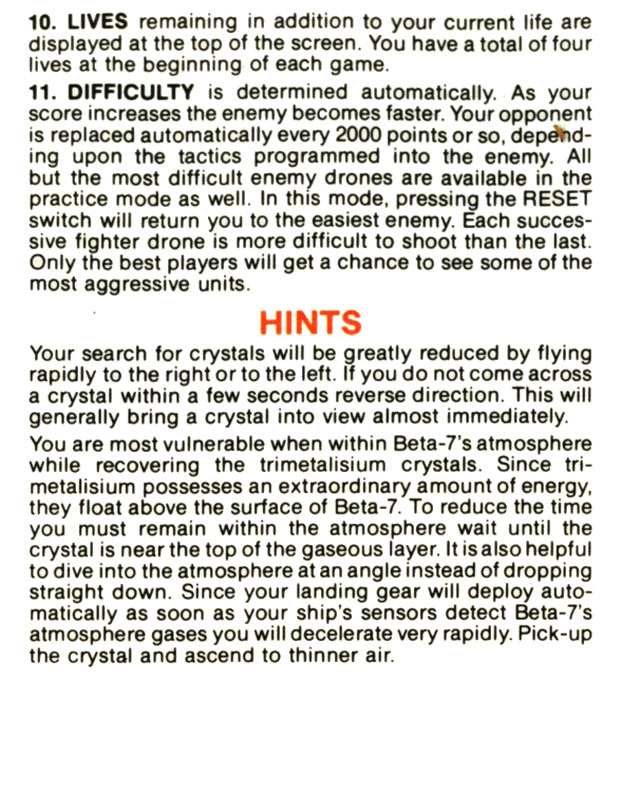 10. LIVES remaining in addition to your current life are
displayed at the top of the screen. You have a total of four
lives at the beginning of each game.
11. DIFFICULTY is determined automatically. As your
score increases the enemy becomes faster. Your opponent
is replaced automatically every 2000 points or so, depend-
ing upon the tactics programmed into the enemy. All
but the most difficult enemy drones are available in the
practice mode as well. In this mode, pressing the RESET
switch will return you to the easiest enemy. Each succes-
sive fighter drone is more difficult to shoot than the last.
Only the best players will get a chance to see some of the
most aggressive units.
HINTS
Your search for crystals will be greatly reduced by flying
rapidly to the right or to the left. If you do not come across
a crystal within a few seconds reverse direction. This will
generally bring a crystal into view almost immediately.
You are most vulnerable when within Beta-7's atmosphere
while recovering the trimetalisium crystals. Since tri-
metalisium possesses an extraordinary amount of energy,
they float above the surface of Beta-7. To reduce the time
you must remain within the atmosphere wait until the
crystal is near the top of the gaseous layer. It is also helpful
to dive into the atmosphere at an angle instead of dropping
straight down. Since your landing gear will deploy auto-
matically as soon as your ship's sensors detect Beta-7's
atmosphere gases you will decelerate very rapidly. Pick-up
the crystal and ascend to thinner air.